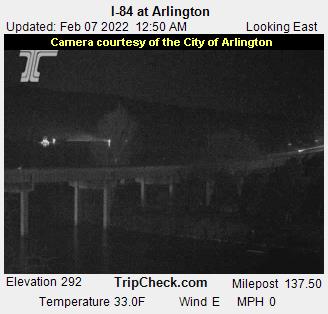 I-84 at Arlington
Updated: Feb 07 2022 12:50 AM Looking East
Camera courtesy of the City of Arlington
Elevation 292 TripCheck.com Milepost 137.50
Temperature 33.0F Wind E MPH 0